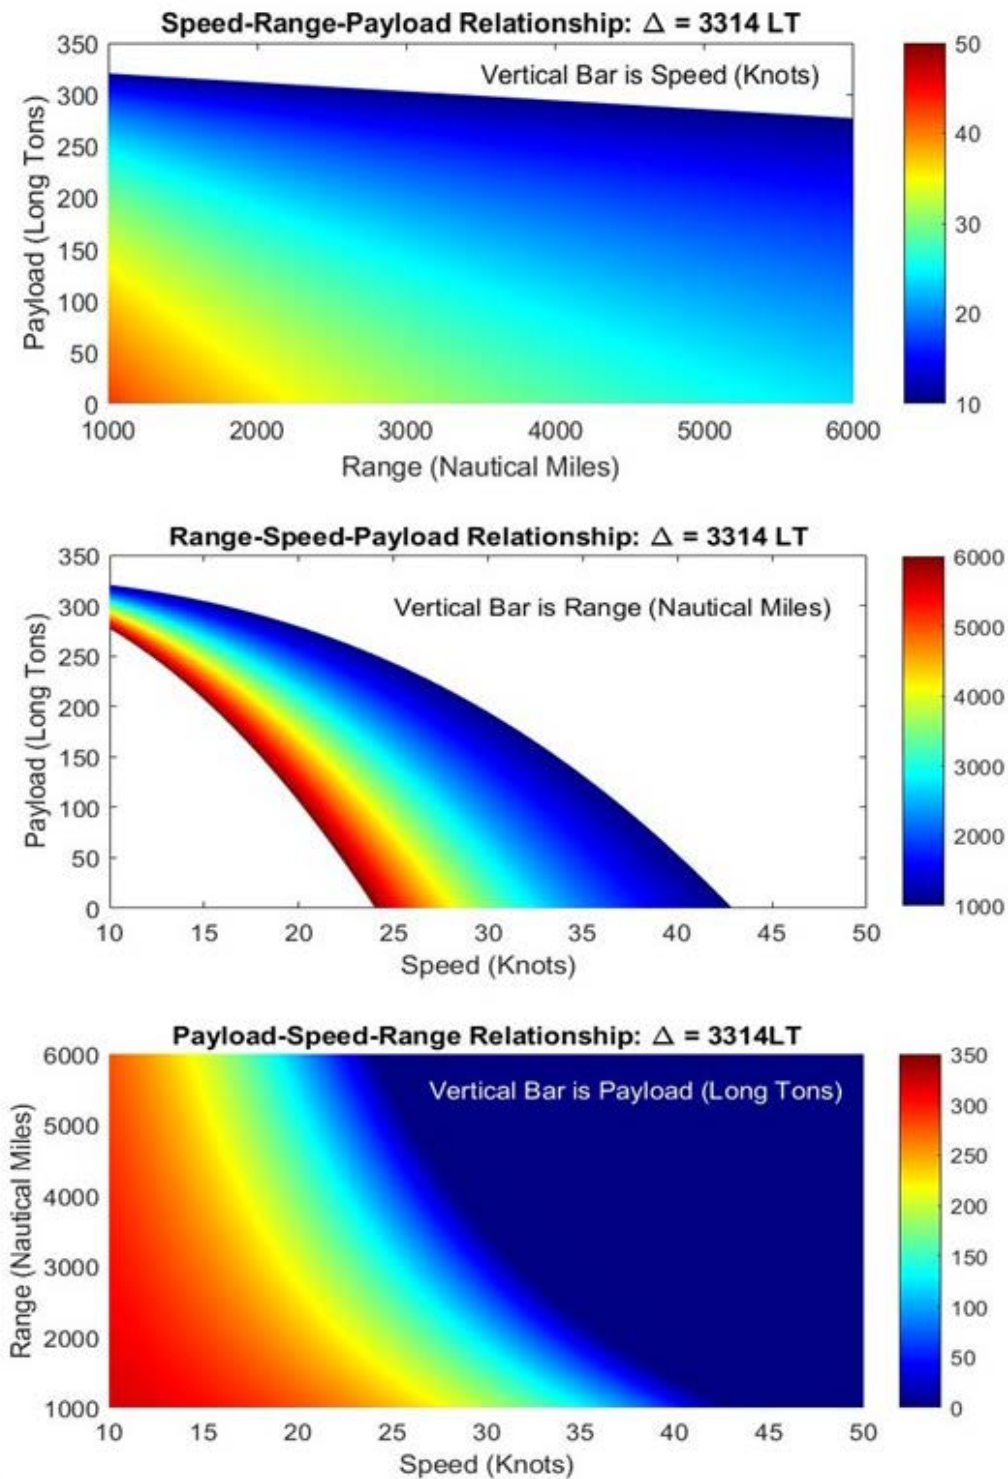 Speed-Range-Payload Relationship: Δ = 3314 LT
Vertical Bar is Speed (Knots)
Payload (Long Tons)
350
300
250
200
150
100
50
0
1000 2000 3000 4000 5000 6000
Range (Nautical Miles)
50
40
30
20
10
Range-Speed-Payload Relationship: Δ = 3314 LT
Vertical Bar is Range (Nautical Miles)
Payload (Long Tons)
350
300
250
200
150
100
50
0
10 15 20 25 30 35 40 45 50
Speed (Knots)
6000
5000
4000
3000
2000
1000
Payload-Speed-Range Relationship: Δ = 3314LT
Vertical Bar is Payload (Long Tons)
Range (Nautical Miles)
6000
5000
4000
3000
2000
1000
10 15 20 25 30 35 40 45 50
Speed (Knots)
350
300
250
200
150
100
50
0